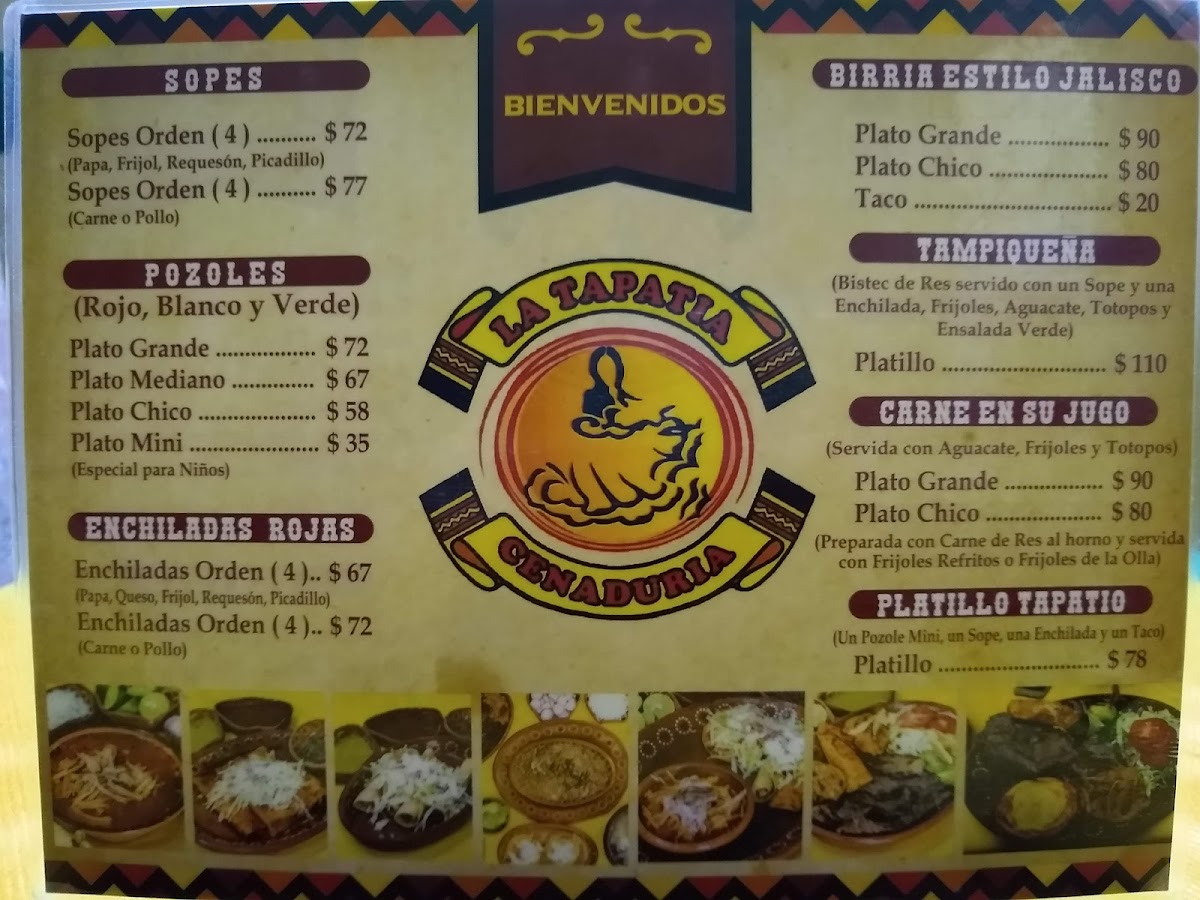 BIENVENIDOS
SOPES
Sopes Orden ( 4 ) .......... $ 72
(Papa, Frijol, Requesón, Picadillo)
Sopes Orden ( 4 ) .......... $ 77
(Carne o Pollo)
POZOLES
(Rojo, Blanco y Verde)
Plato Grande ................. $ 72
Plato Mediano .............. $ 67
Plato Chico .................... $ 58
Plato Mini ..................... $ 35
(Especial para Niños)
ENCHILADAS ROJAS
Enchiladas Orden ( 4 ).. $ 67
(Papa, Queso, Frijol, Requesón, Picadillo)
Enchiladas Orden ( 4 ).. $ 72
(Carne o Pollo)
LA TAPATIA
CENADURIA
BIRRIA ESTILO JALISCO
Plato Grande ................. $ 90
Plato Chico .................... $ 80
Taco ................................. $ 20
TAMPIQUEÑA
(Bistec de Res servido con un Sope y una
Enchilada, Frijoles, Aguacate, Totopos y
Ensalada Verde)
Platillo ............................ $ 110
CARNE EN SU JUGO
(Servida con Aguacate, Frijoles y Totopos)
Plato Grande ................. $ 90
Plato Chico .................... $ 80
(Preparada con Carne de Res al horno y servida
con Frijoles Refritos o Frijoles de la Olla)
PLATILLO TAPATIO
(Un Pozole Mini, un Sope, una Enchilada y un Taco)
Platillo ............................ $ 78